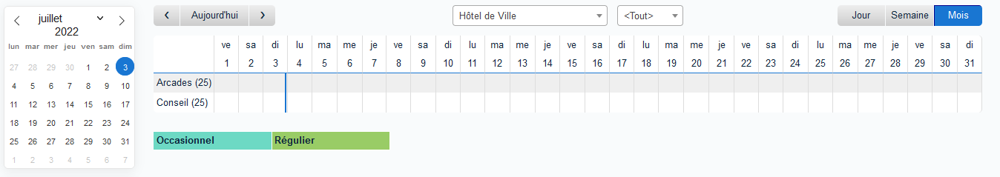 juillet
2022
lun mar mer jeu ven sam dim
27 28 29 30 1 2 3
4 5 6 7 8 9 10
11 12 13 14 15 16 17
18 19 20 21 22 23 24
25 26 27 28 29 30 31
1 2 3 4 5 6 7
Aujourd'hui
Hôtel de Ville
<Tout>
Jour Semaine Mois
ve sa di lu ma me je ve sa di lu ma me je ve sa di lu ma me je ve sa di lu ma me je ve sa di
1 2 3 4 5 6 7 8 9 10 11 12 13 14 15 16 17 18 19 20 21 22 23 24 25 26 27 28 29 30 31
Arcades (25)
Conseil (25)
Occasionnel Régulier